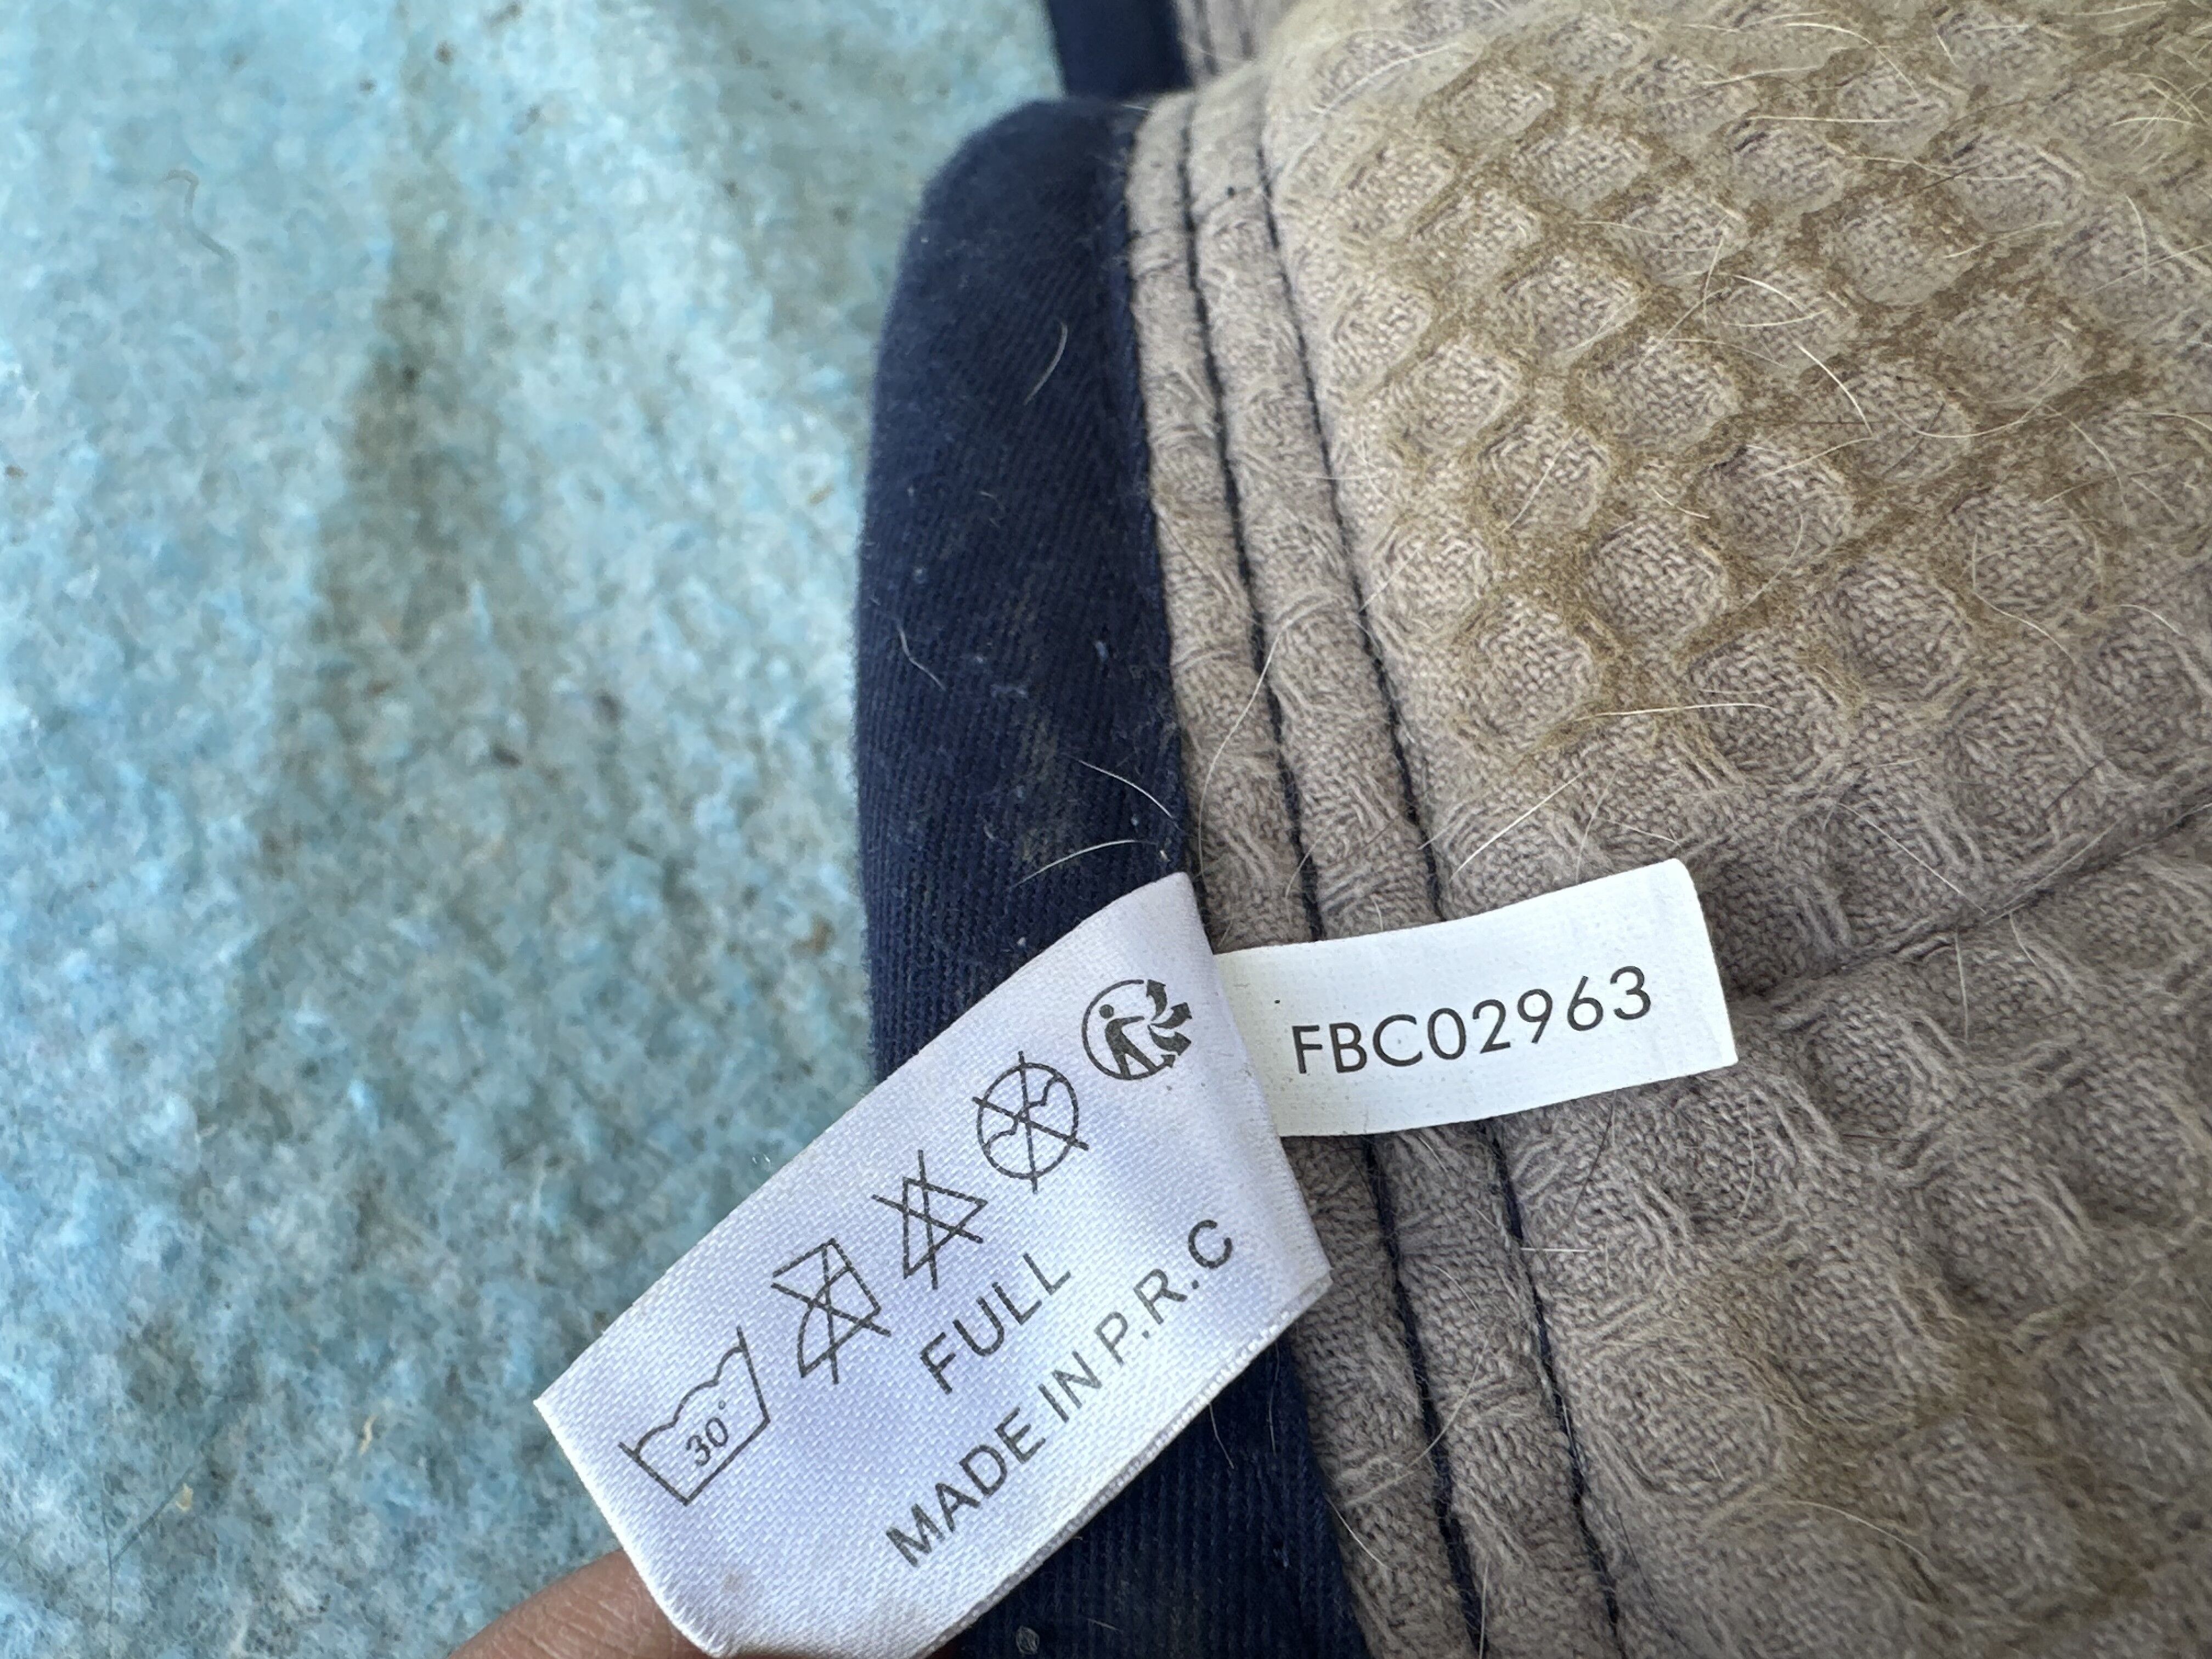 FBC02963
30°
FULL
MADE IN P.R.C